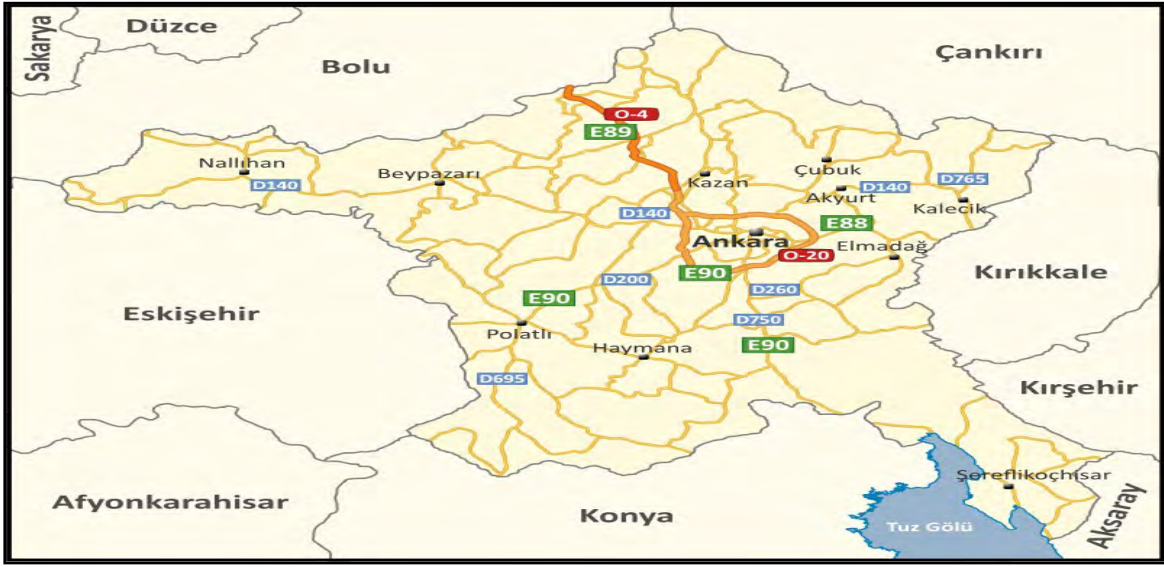 Sakarya
Düzce
Bolu
Çankırı
O-4
E89
Nallıhan
D140
Beypazarı
Kazan
Çubuk
Akyurt
D140
D765
Kalecik
D140
Ankara
E88
Elmadağ
O-20
Kırıkkale
E90
D200
D260
Eskişehir
E90
D750
Polatlı
Haymana
E90
D695
Kırşehir
Şereflikoçhisar
Afyonkarahisar
Konya
Tuz Gölü
Aksaray